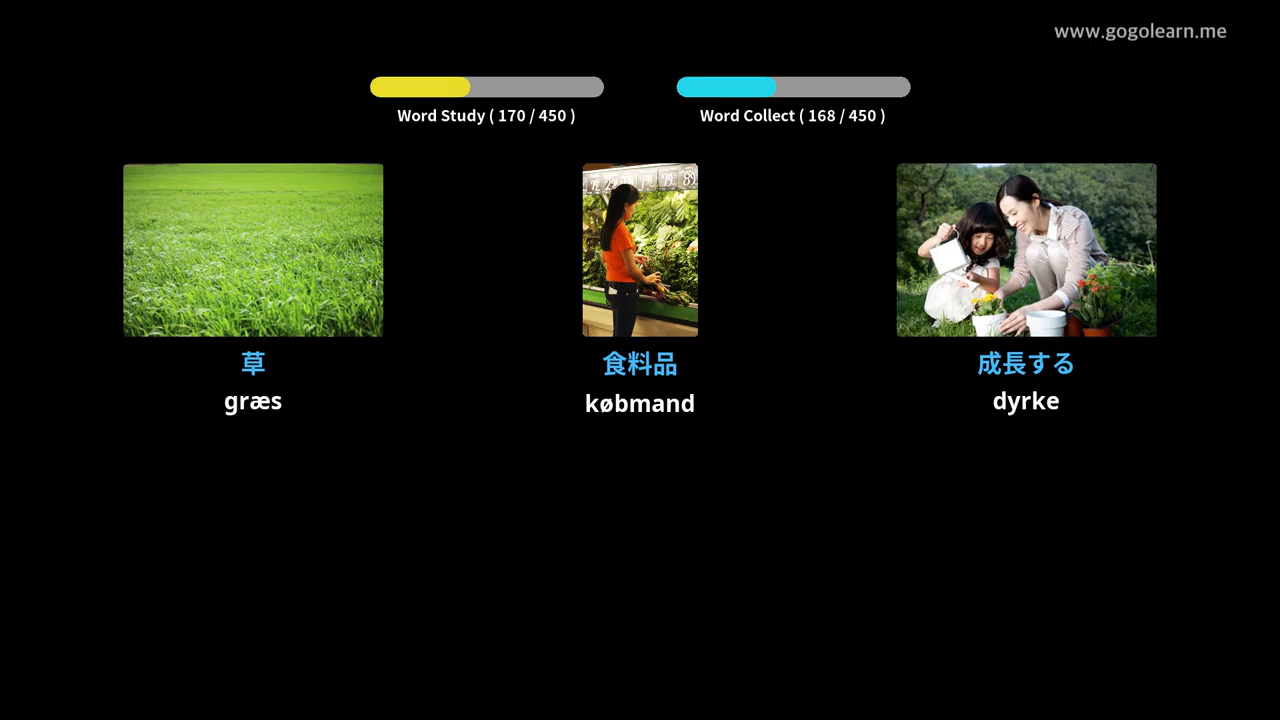 www.gogolearn.me
Word Study ( 170 / 450 )
Word Collect ( 168 / 450 )
草
食料品
成長する
græs
købmand
dyrke